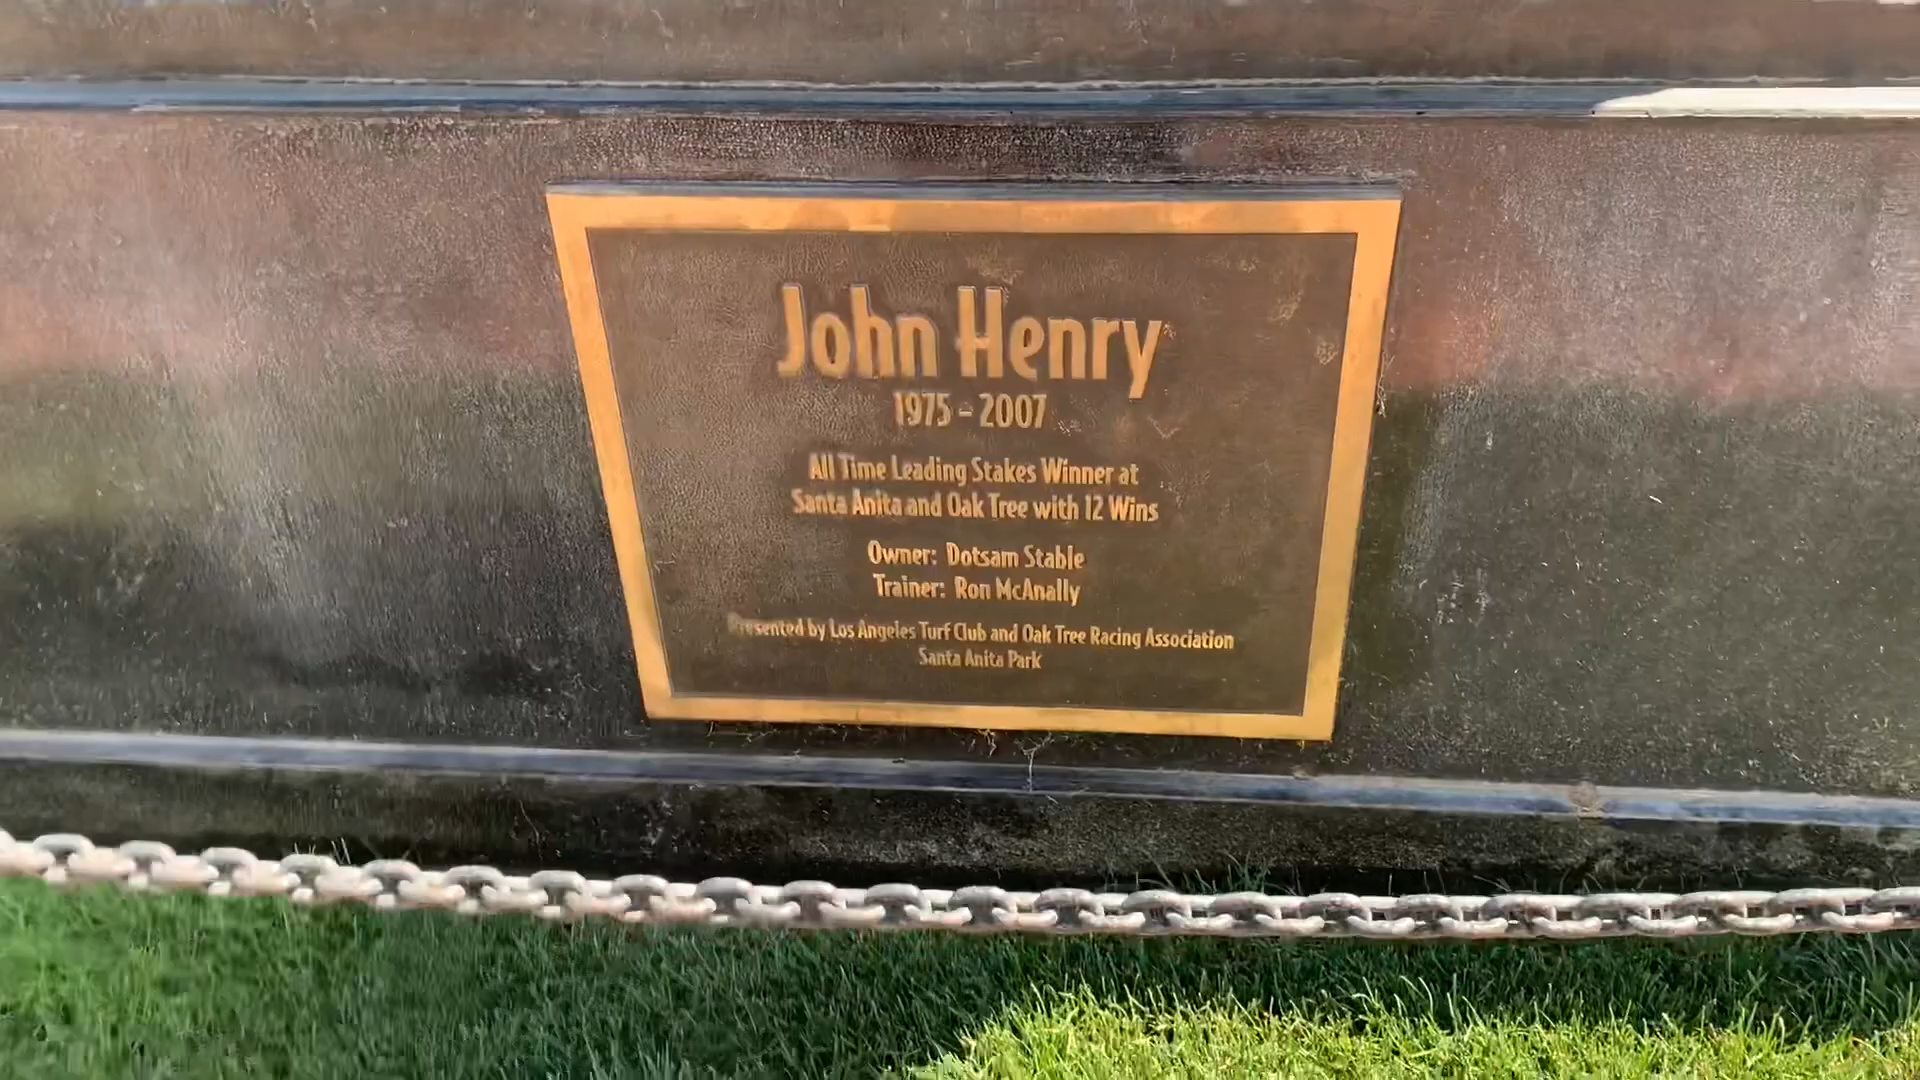 John Henry
1975 - 2007
All Time Leading Stakes Winner at
Santa Anita and Oak Tree with 12 Wins
Owner: Dotsam Stable
Trainer: Ron McAnally
Presented by Los Angeles Turf Club and Oak Tree Racing Association
Santa Anita Park